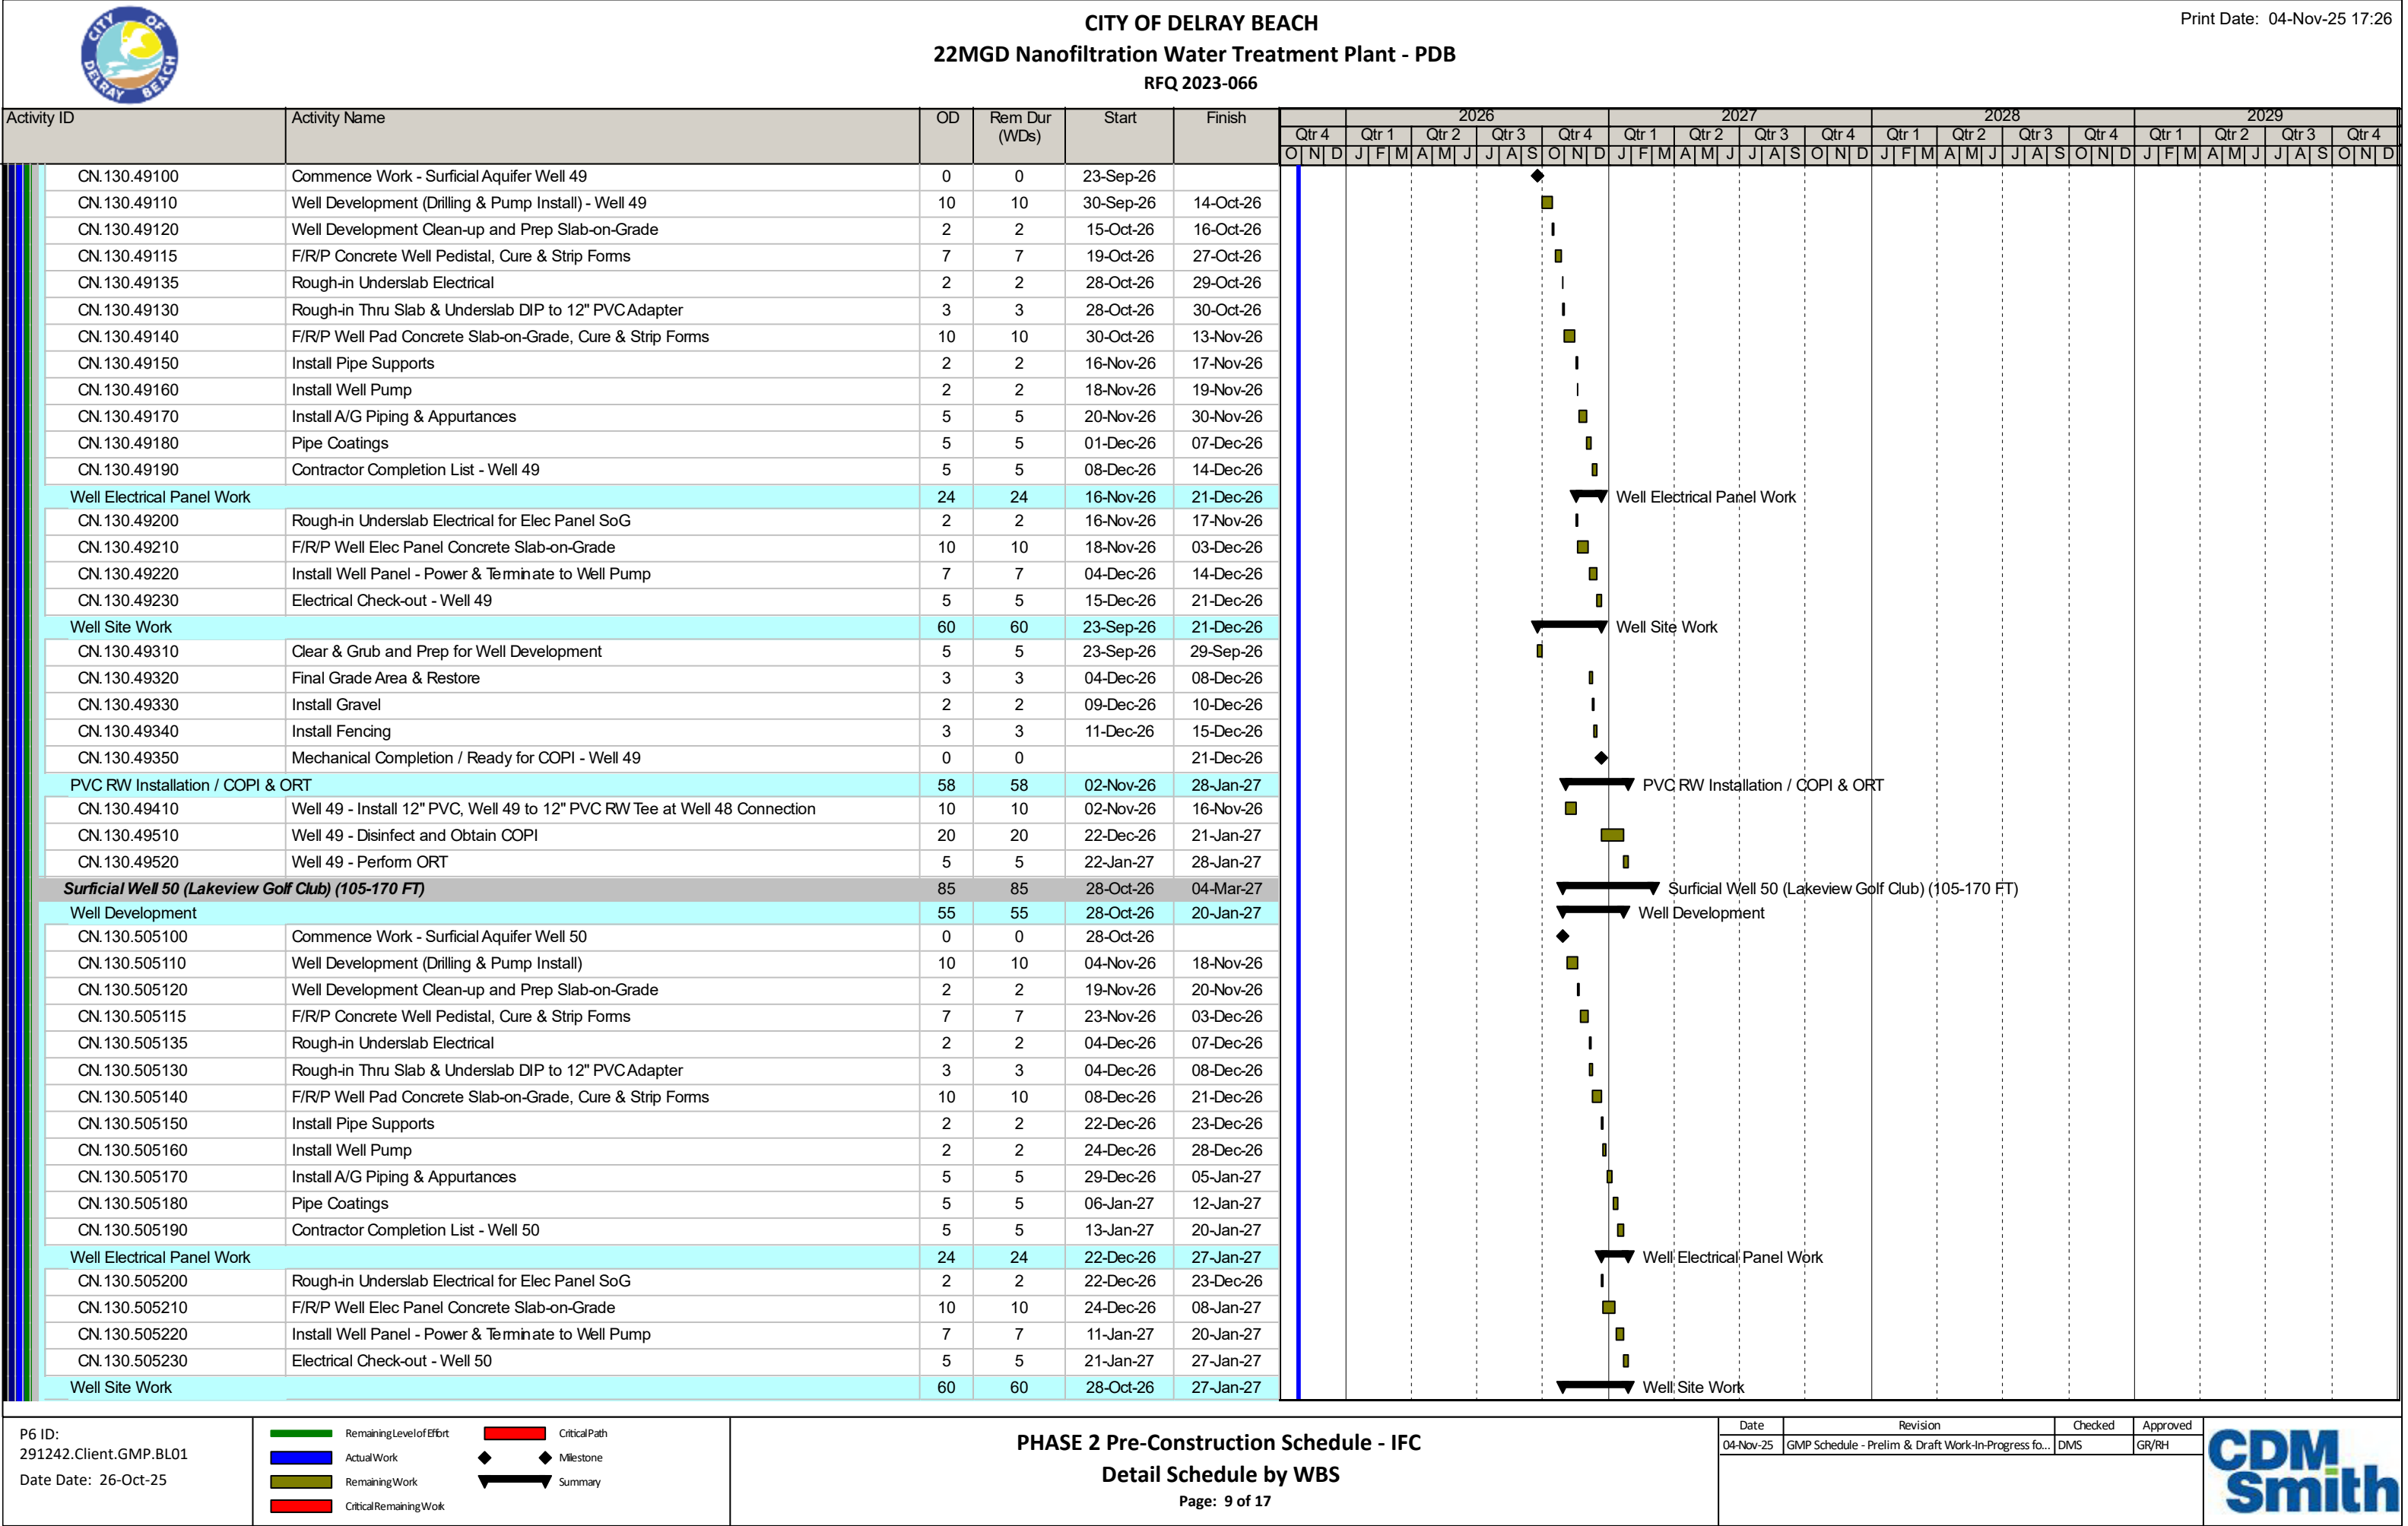 CITY OF DELRAY BEACH
CITY OF DELRAY BEACH
22MGD Nanofiltration Water Treatment Plant - PDB
RFQ 2023-066
Print Date: 04-Nov-25 17:26
Activity ID Activity Name OD Rem Dur (WDs) Start Finish
2026 2027 2028 2029
Qtr 4 Qtr 1 Qtr 2 Qtr 3 Qtr 4 Qtr 1 Qtr 2 Qtr 3 Qtr 4 Qtr 1 Qtr 2 Qtr 3 Qtr 4 Qtr 1 Qtr 2 Qtr 3 Qtr 4
O N D J F M A M J J A S O N D J F M A M J J A S O N D J F M A M J J A S O N D J F M A M J J A S O N D
CN.130.49100 Commence Work - Surficial Aquifer Well 49 0 0 23-Sep-26
CN.130.49110 Well Development (Drilling & Pump Install) - Well 49 10 10 30-Sep-26 14-Oct-26
CN.130.49120 Well Development Clean-up and Prep Slab-on-Grade 2 2 15-Oct-26 16-Oct-26
CN.130.49115 F/R/P Concrete Well Pedistal, Cure & Strip Forms 7 7 19-Oct-26 27-Oct-26
CN.130.49135 Rough-in Underslab Electrical 2 2 28-Oct-26 29-Oct-26
CN.130.49130 Rough-in Thru Slab & Underslab DIP to 12" PVC Adapter 3 3 28-Oct-26 30-Oct-26
CN.130.49140 F/R/P Well Pad Concrete Slab-on-Grade, Cure & Strip Forms 10 10 30-Oct-26 13-Nov-26
CN.130.49150 Install Pipe Supports 2 2 16-Nov-26 17-Nov-26
CN.130.49160 Install Well Pump 2 2 18-Nov-26 19-Nov-26
CN.130.49170 Install A/G Piping & Appurtances 5 5 20-Nov-26 30-Nov-26
CN.130.49180 Pipe Coatings 5 5 01-Dec-26 07-Dec-26
CN.130.49190 Contractor Completion List - Well 49 5 5 08-Dec-26 14-Dec-26
Well Electrical Panel Work 24 24 16-Nov-26 21-Dec-26 Well Electrical Panel Work
CN.130.49200 Rough-in Underslab Electrical for Elec Panel SoG 2 2 16-Nov-26 17-Nov-26
CN.130.49210 F/R/P Well Elec Panel Concrete Slab-on-Grade 10 10 18-Nov-26 03-Dec-26
CN.130.49220 Install Well Panel - Power & Terminate to Well Pump 7 7 04-Dec-26 14-Dec-26
CN.130.49230 Electrical Check-out - Well 49 5 5 15-Dec-26 21-Dec-26
Well Site Work 60 60 23-Sep-26 21-Dec-26 Well Site Work
CN.130.49310 Clear & Grub and Prep for Well Development 5 5 23-Sep-26 29-Sep-26
CN.130.49320 Final Grade Area & Restore 3 3 04-Dec-26 08-Dec-26
CN.130.49330 Install Gravel 2 2 09-Dec-26 10-Dec-26
CN.130.49340 Install Fencing 3 3 11-Dec-26 15-Dec-26
CN.130.49350 Mechanical Completion / Ready for COPI - Well 49 0 0 21-Dec-26
PVC RW Installation / COPI & ORT 58 58 02-Nov-26 28-Jan-27 PVC RW Installation / COPI & ORT
CN.130.49410 Well 49 - Install 12" PVC, Well 49 to 12" PVC RW Tee at Well 48 Connection 10 10 02-Nov-26 16-Nov-26
CN.130.49510 Well 49 - Disinfect and Obtain COPI 20 20 22-Dec-26 21-Jan-27
CN.130.49520 Well 49 - Perform ORT 5 5 22-Jan-27 28-Jan-27
Surficial Well 50 (Lakeview Golf Club) (105-170 FT) 85 85 28-Oct-26 04-Mar-27 Surficial Well 50 (Lakeview Golf Club) (105-170 FT)
Well Development 55 55 28-Oct-26 20-Jan-27 Well Development
CN.130.505100 Commence Work - Surficial Aquifer Well 50 0 0 28-Oct-26
CN.130.505110 Well Development (Drilling & Pump Install) 10 10 04-Nov-26 18-Nov-26
CN.130.505120 Well Development Clean-up and Prep Slab-on-Grade 2 2 19-Nov-26 20-Nov-26
CN.130.505115 F/R/P Concrete Well Pedistal, Cure & Strip Forms 7 7 23-Nov-26 03-Dec-26
CN.130.505135 Rough-in Underslab Electrical 2 2 04-Dec-26 07-Dec-26
CN.130.505130 Rough-in Thru Slab & Underslab DIP to 12" PVC Adapter 3 3 04-Dec-26 08-Dec-26
CN.130.505140 F/R/P Well Pad Concrete Slab-on-Grade, Cure & Strip Forms 10 10 08-Dec-26 21-Dec-26
CN.130.505150 Install Pipe Supports 2 2 22-Dec-26 23-Dec-26
CN.130.505160 Install Well Pump 2 2 24-Dec-26 28-Dec-26
CN.130.505170 Install A/G Piping & Appurtances 5 5 29-Dec-26 05-Jan-27
CN.130.505180 Pipe Coatings 5 5 06-Jan-27 12-Jan-27
CN.130.505190 Contractor Completion List - Well 50 5 5 13-Jan-27 20-Jan-27
Well Electrical Panel Work 24 24 22-Dec-26 27-Jan-27 Well Electrical Panel Work
CN.130.505200 Rough-in Underslab Electrical for Elec Panel SoG 2 2 22-Dec-26 23-Dec-26
CN.130.505210 F/R/P Well Elec Panel Concrete Slab-on-Grade 10 10 24-Dec-26 08-Jan-27
CN.130.505220 Install Well Panel - Power & Terminate to Well Pump 7 7 11-Jan-27 20-Jan-27
CN.130.505230 Electrical Check-out - Well 50 5 5 21-Jan-27 27-Jan-27
Well Site Work 60 60 28-Oct-26 27-Jan-27 Well Site Work
P6 ID:
291242.Client.GMP.BL01
Date Date: 26-Oct-25
Remaining Level of Effort Critical Path
Actual Work Milestone
Remaining Work Summary
Critical Remaining Work
PHASE 2 Pre-Construction Schedule - IFC
Detail Schedule by WBS
Page: 9 of 17
Date Revision Checked Approved
04-Nov-25 GMP Schedule - Prelim & Draft Work-In-Progress fo... DMS GR/RH
CDM
Smith